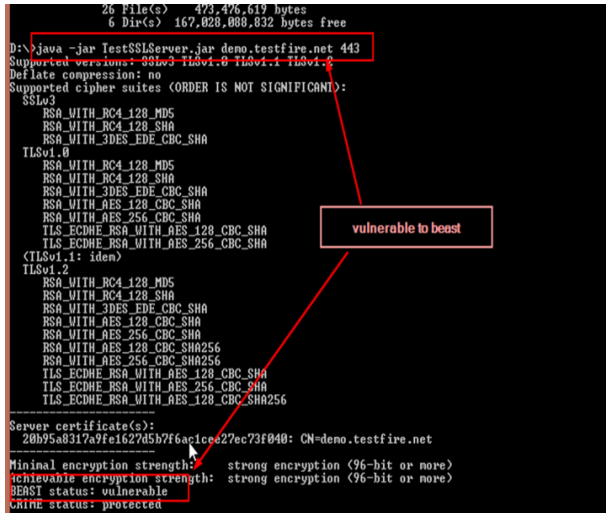 26 File(s)    473,476,619 bytes
6 Dir(s)  167,028,088,832 bytes free
D:\>java -jar TestSSLServer.jar demo.testfire.net 443
Supported versions: SSLv3 TLSv1.0 TLSv1.1 TLSv1.2
Deflate compression: no
Supported cipher suites (ORDER IS NOT SIGNIFICANT):
SSLv3
RSA_WITH_RC4_128_MD5
RSA_WITH_RC4_128_SHA
RSA_WITH_3DES_EDE_CBC_SHA
TLSv1.0
RSA_WITH_RC4_128_MD5
RSA_WITH_RC4_128_SHA
RSA_WITH_3DES_EDE_CBC_SHA
RSA_WITH_AES_128_CBC_SHA
RSA_WITH_AES_256_CBC_SHA
TLS_ECDHE_RSA_WITH_AES_128_CBC_SHA
TLS_ECDHE_RSA_WITH_AES_256_CBC_SHA
(TLSv1.1: idem)
TLSv1.2
RSA_WITH_RC4_128_MD5
RSA_WITH_RC4_128_SHA
RSA_WITH_3DES_EDE_CBC_SHA
RSA_WITH_AES_128_CBC_SHA
RSA_WITH_AES_256_CBC_SHA
RSA_WITH_AES_128_CBC_SHA256
RSA_WITH_AES_256_CBC_SHA256
TLS_ECDHE_RSA_WITH_AES_128_CBC_SHA
TLS_ECDHE_RSA_WITH_AES_256_CBC_SHA
TLS_ECDHE_RSA_WITH_AES_128_CBC_SHA256
----------------------
Server certificate(s):
20b95a8317a9fe1627d5b7f6ac1cee27ec73f040: CN=demo.testfire.net
----------------------
Minimal encryption strength:     strong encryption (96-bit or more)
Achievable encryption strength:  strong encryption (96-bit or more)
BEAST status: vulnerable
CRIME status: protected
vulnerable to beast